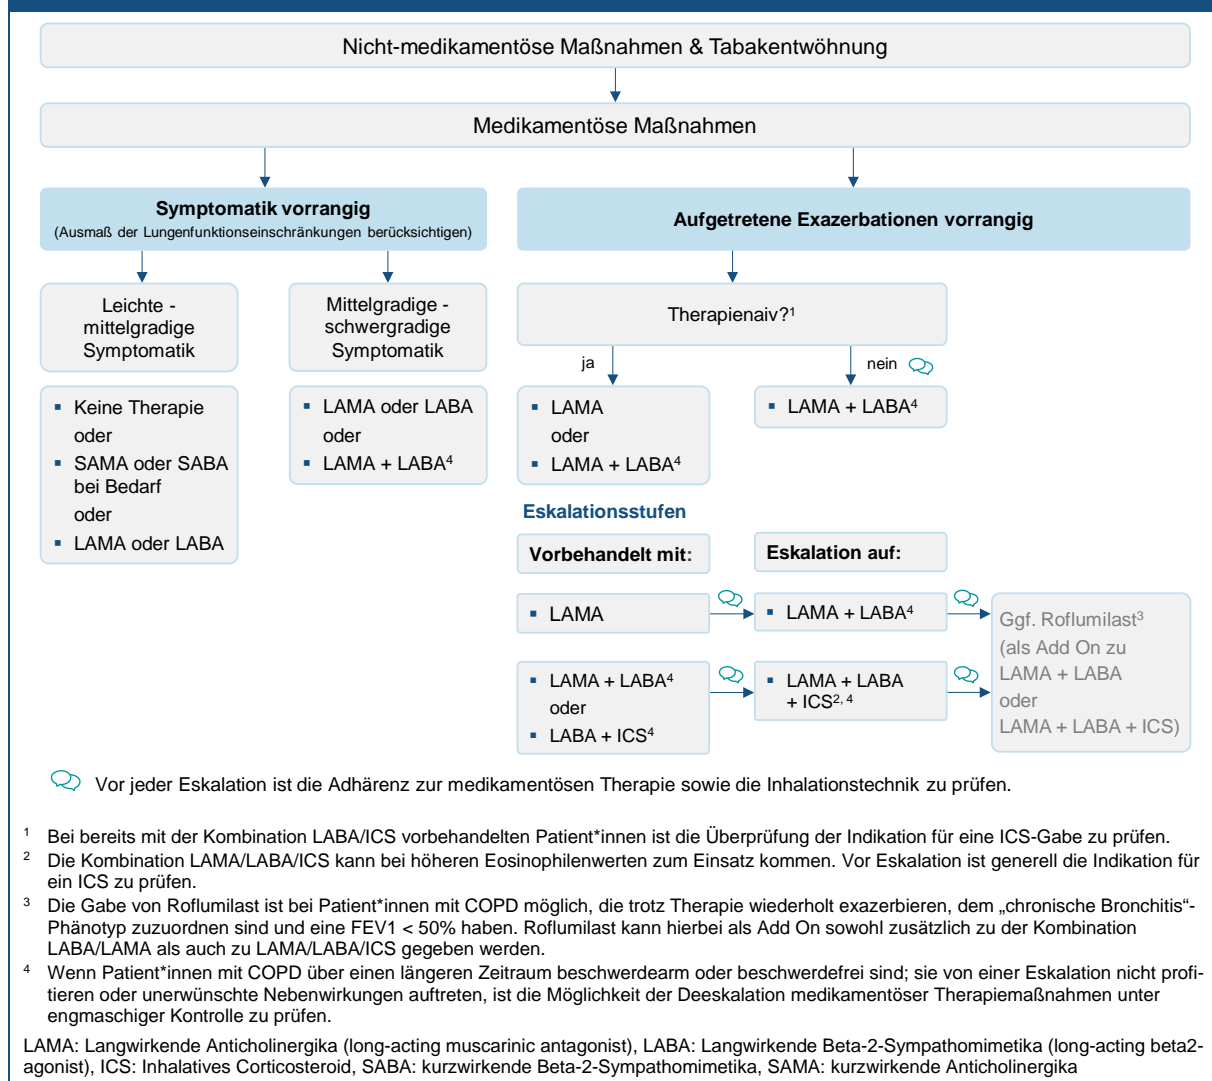 Nicht-medikamentöse Maßnahmen & Tabakentwöhnung
Medikamentöse Maßnahmen
Symptomatik vorrangig
(Ausmaß der Lungenfunktionseinschränkungen berücksichtigen)
Aufgetretene Exazerbationen vorrangig
Leichte -
mittelgradige
Symptomatik
Mittelgradige -
schwergradige
Symptomatik
Therapienaiv?¹
ja
nein
▪ Keine Therapie
oder
▪ SAMA oder SABA
bei Bedarf
oder
▪ LAMA oder LABA
▪ LAMA oder LABA
oder
▪ LAMA + LABA⁴
▪ LAMA
oder
▪ LAMA + LABA⁴
▪ LAMA + LABA⁴
Eskalationsstufen
Vorbehandelt mit:
Eskalation auf:
▪ LAMA
▪ LAMA + LABA⁴
▪ LAMA + LABA⁴
oder
▪ LABA + ICS⁴
▪ LAMA + LABA
+ ICS²,⁴
Ggf. Roflumilast³
(als Add On zu
LAMA + LABA
oder
LAMA + LABA + ICS)
Vor jeder Eskalation ist die Adhärenz zur medikamentösen Therapie sowie die Inhalationstechnik zu prüfen.
¹ Bei bereits mit der Kombination LABA/ICS vorbehandelten Patient*innen ist die Überprüfung der Indikation für eine ICS-Gabe zu prüfen.
² Die Kombination LAMA/LABA/ICS kann bei höheren Eosinophilenwerten zum Einsatz kommen. Vor Eskalation ist generell die Indikation für
ein ICS zu prüfen.
³ Die Gabe von Roflumilast ist bei Patient*innen mit COPD möglich, die trotz Therapie wiederholt exazerbieren, dem „chronische Bronchitis“-
Phänotyp zuzuordnen sind und eine FEV1 < 50% haben. Roflumilast kann hierbei als Add On sowohl zusätzlich zu der Kombination
LABA/LAMA als auch zu LAMA/LABA/ICS gegeben werden.
⁴ Wenn Patient*innen mit COPD über einen längeren Zeitraum beschwerdearm oder beschwerdefrei sind; sie von einer Eskalation nicht profi-
tieren oder unerwünschte Nebenwirkungen auftreten, ist die Möglichkeit der Deeskalation medikamentöser Therapiemaßnahmen unter
engmaschiger Kontrolle zu prüfen.
LAMA: Langwirkende Anticholinergika (long-acting muscarinic antagonist), LABA: Langwirkende Beta-2-Sympathomimetika (long-acting beta2-
agonist), ICS: Inhalatives Corticosteroid, SABA: kurzwirkende Beta-2-Sympathomimetika, SAMA: kurzwirkende Anticholinergika